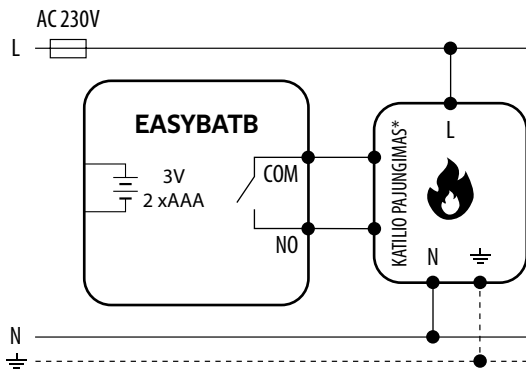 AC 230V
L
EASYBATB
3V
2 xAAA
COM
NO
KATILIO PAJUNGIMAS*
L
N
N